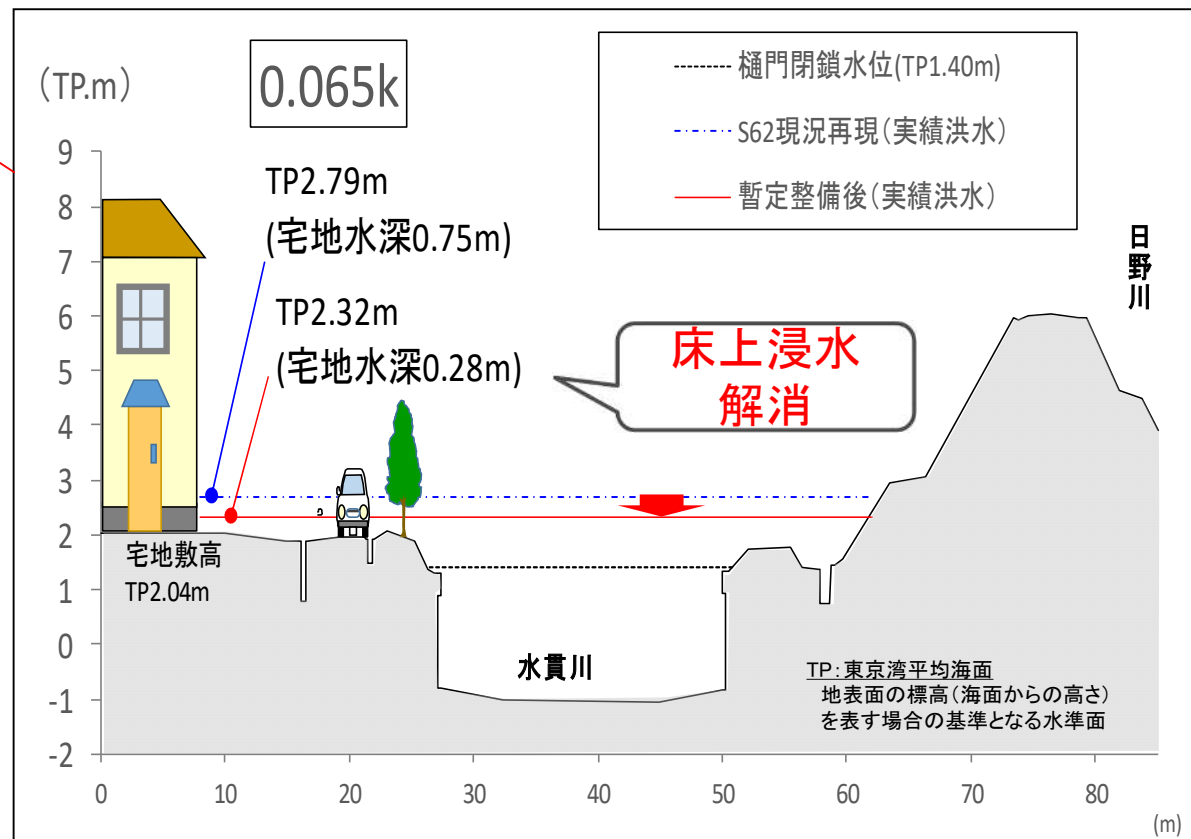 (TP.m)
0.065k
樋門閉鎖水位(TP1.40m)
S62現況再現(実績洪水)
暫定整備後(実績洪水)
9
8
7
6
5
4
3
2
1
0
-1
-2
TP2.79m
(宅地水深0.75m)
TP2.32m
(宅地水深0.28m)
床上浸水
解消
日野川
宅地敷高
TP2.04m
水貫川
TP:東京湾平均海面
地表面の標高(海面からの高さ)
を表す場合の基準となる水準面
0
10
20
30
40
50
60
70
80
(m)